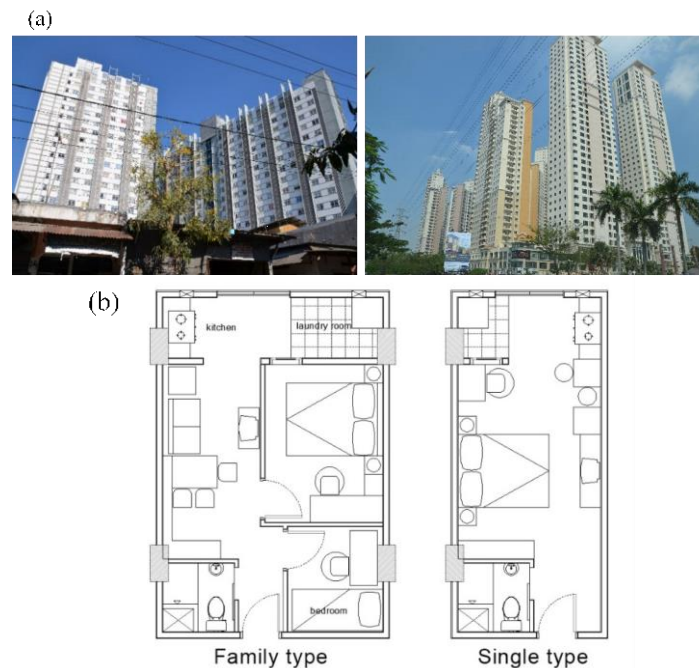 (a)
(b)
kitchen
laundry room
bedroom
Family type
Single type